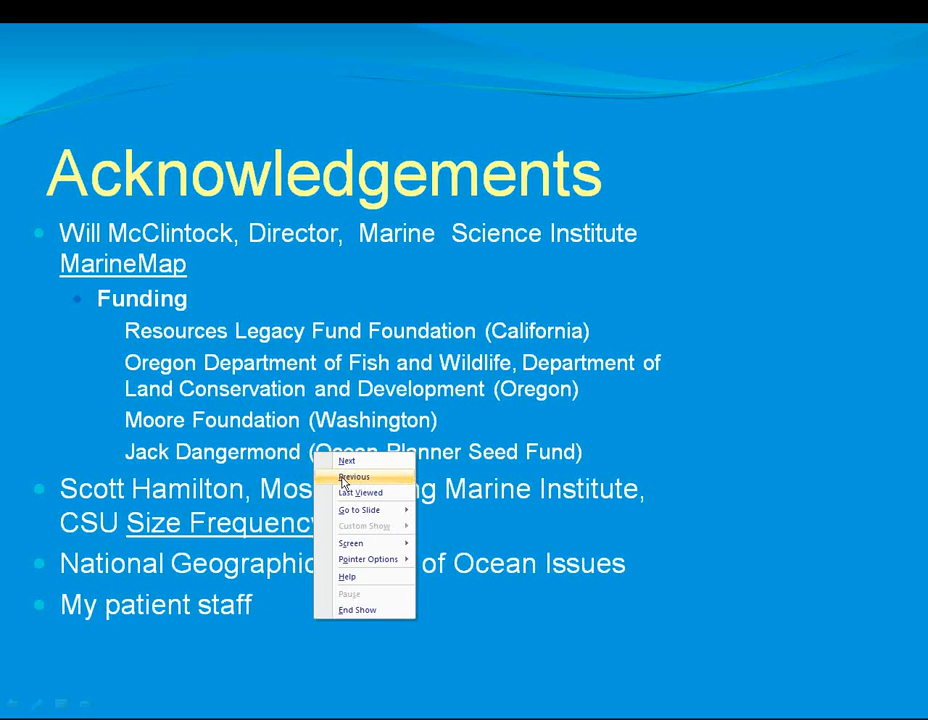 Acknowledgements
Will McClintock, Director, Marine Science Institute
MarineMap
Funding
Resources Legacy Fund Foundation (California)
Oregon Department of Fish and Wildlife, Department of
Land Conservation and Development (Oregon)
Moore Foundation (Washington)
Jack Dangermond (Ocean Planner Seed Fund)
Scott Hamilton, Marine Institute,
CSU Size Frequency
National Geographic of Ocean Issues
My patient staff
Next
Previous
Last Viewed
Go to Slide
Custom Show
Screen
Pointer Options
Help
Pause
End Show